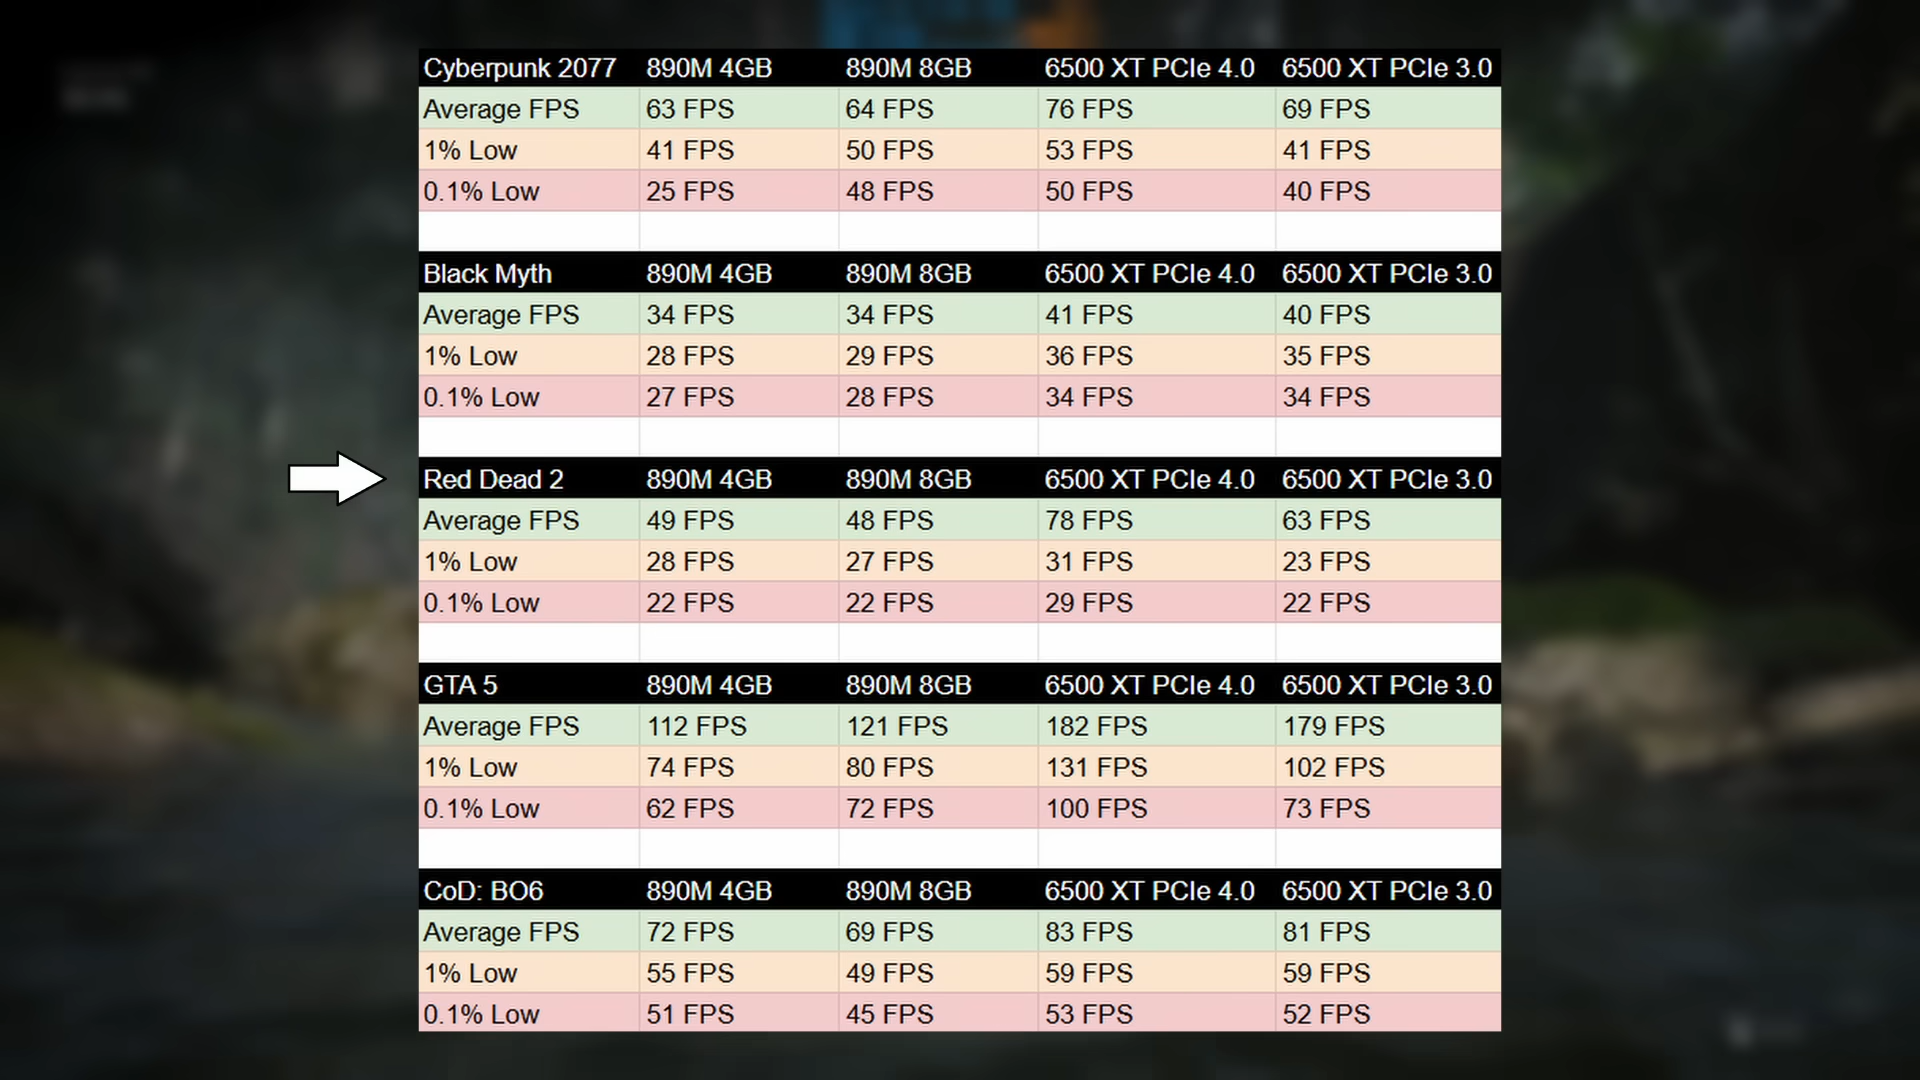 Cyberpunk 2077 890M 4GB 890M 8GB 6500 XT PCIe 4.0 6500 XT PCIe 3.0
Average FPS 63 FPS 64 FPS 76 FPS 69 FPS
1% Low 41 FPS 50 FPS 53 FPS 41 FPS
0.1% Low 25 FPS 48 FPS 50 FPS 40 FPS
Black Myth 890M 4GB 890M 8GB 6500 XT PCIe 4.0 6500 XT PCIe 3.0
Average FPS 34 FPS 34 FPS 41 FPS 40 FPS
1% Low 28 FPS 29 FPS 36 FPS 35 FPS
0.1% Low 27 FPS 28 FPS 34 FPS 34 FPS
Red Dead 2 890M 4GB 890M 8GB 6500 XT PCIe 4.0 6500 XT PCIe 3.0
Average FPS 49 FPS 48 FPS 78 FPS 63 FPS
1% Low 28 FPS 27 FPS 31 FPS 23 FPS
0.1% Low 22 FPS 22 FPS 29 FPS 22 FPS
GTA 5 890M 4GB 890M 8GB 6500 XT PCIe 4.0 6500 XT PCIe 3.0
Average FPS 112 FPS 121 FPS 182 FPS 179 FPS
1% Low 74 FPS 80 FPS 131 FPS 102 FPS
0.1% Low 62 FPS 72 FPS 100 FPS 73 FPS
CoD: BO6 890M 4GB 890M 8GB 6500 XT PCIe 4.0 6500 XT PCIe 3.0
Average FPS 72 FPS 69 FPS 83 FPS 81 FPS
1% Low 55 FPS 49 FPS 59 FPS 59 FPS
0.1% Low 51 FPS 45 FPS 53 FPS 52 FPS